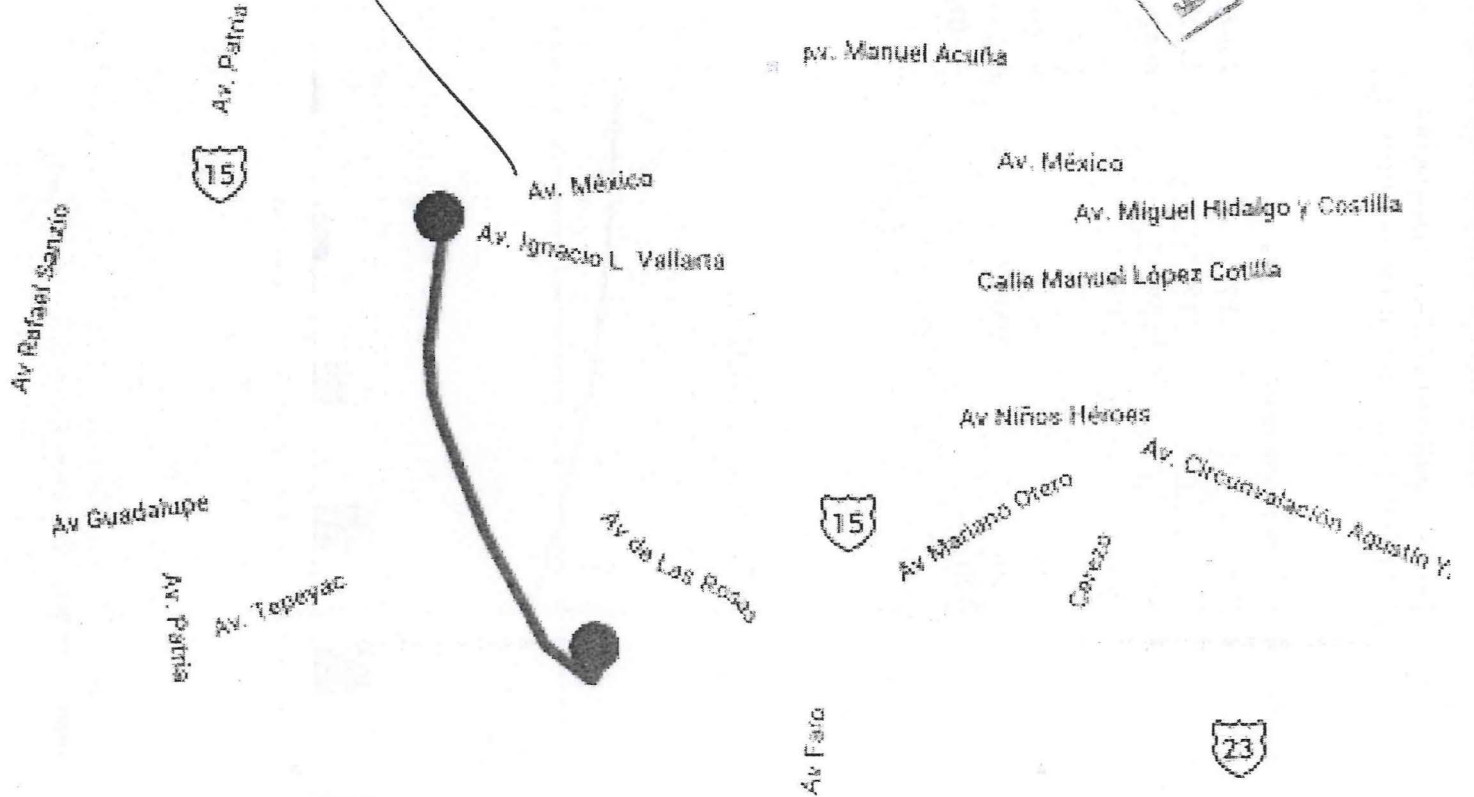 Av. Patria
Av. Manuel Acuña
15
Av. México
Av. México
Av. Miguel Hidalgo y Costilla
Av. Ignacio L. Vallarta
Av Rafael Sanzio
Calle Manuel López Cotilla
Av Niños Héroes
Av. Circunvalación Agustín Y.
Av Guadalupe
15
Av Mariano Otero
Av de Las Rosas
Cerezo
Av. Patria
Av. Tepeyac
Av Faro
23